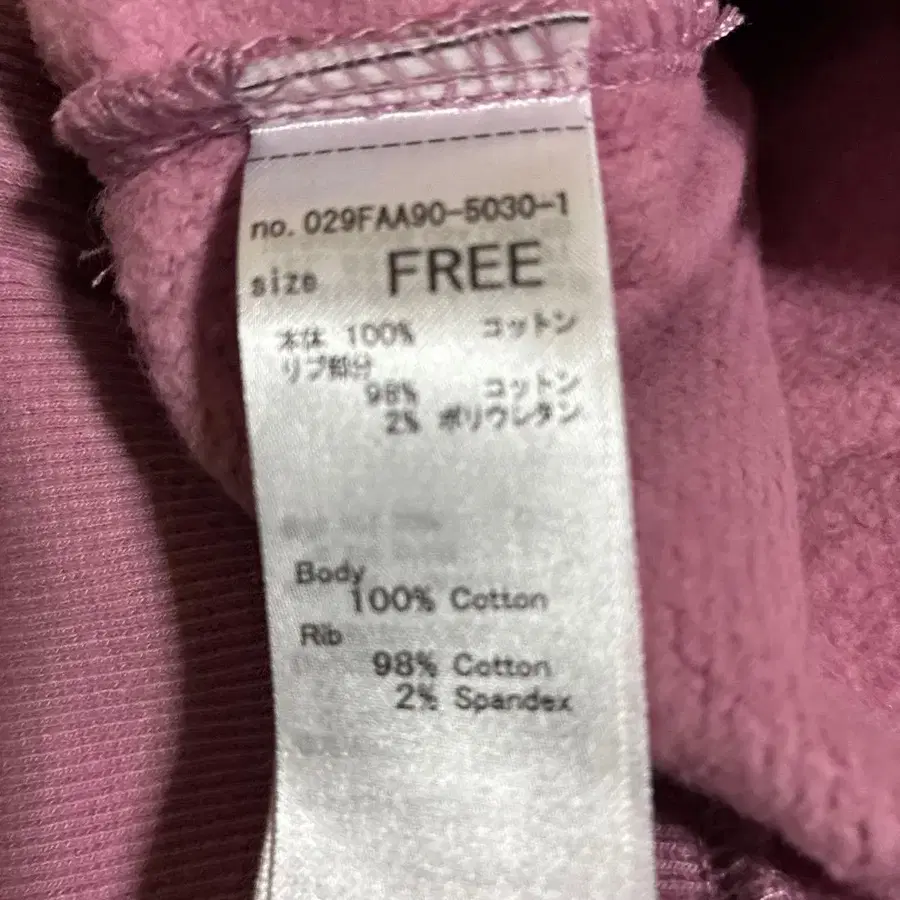 no. 029FAA90-5030-1
size FREE
本体 100% コットン
リブ部分
98% コットン
2% ポリウレタン
Body
100% Cotton
Rib
98% Cotton
2% Spandex